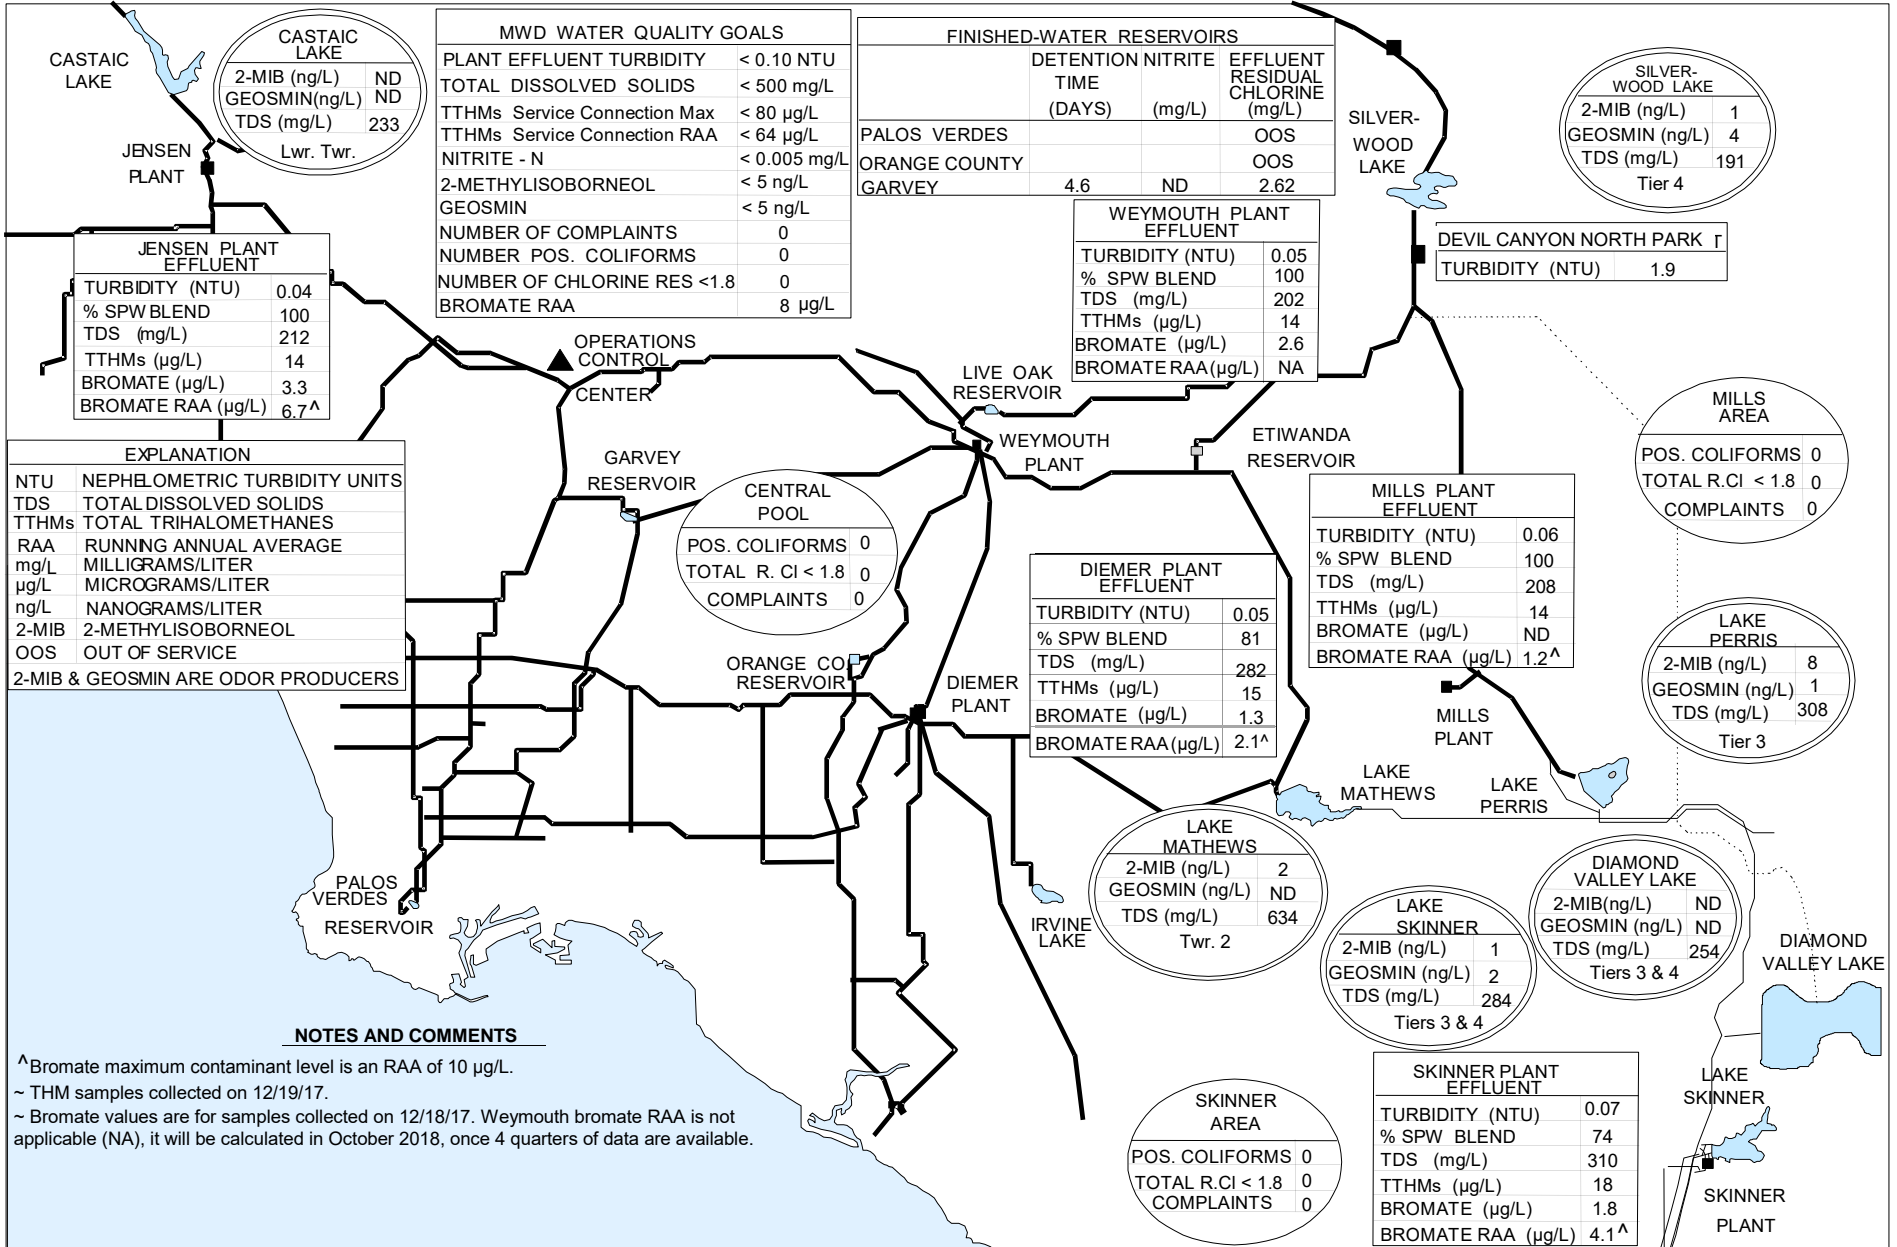 CASTAIC
LAKE
CASTAIC
LAKE
2-MIB (ng/L) ND
GEOSMIN(ng/L) ND
TDS (mg/L) 233
Lwr. Twr.
JENSEN
PLANT
MWD WATER QUALITY GOALS
PLANT EFFLUENT TURBIDITY < 0.10 NTU
TOTAL DISSOLVED SOLIDS < 500 mg/L
TTHMs Service Connection Max < 80 µg/L
TTHMs Service Connection RAA < 64 µg/L
NITRITE - N < 0.005 mg/L
2-METHYLISOBORNEOL < 5 ng/L
GEOSMIN < 5 ng/L
NUMBER OF COMPLAINTS 0
NUMBER POS. COLIFORMS 0
NUMBER OF CHLORINE RES <1.8 0
BROMATE RAA 8 µg/L
FINISHED-WATER RESERVOIRS
DETENTION NITRITE EFFLUENT
TIME RESIDUAL
CHLORINE
(DAYS) (mg/L) (mg/L)
PALOS VERDES OOS
ORANGE COUNTY OOS
GARVEY 4.6 ND 2.62
SILVER-
WOOD
LAKE
SILVER-
WOOD LAKE
2-MIB (ng/L) 1
GEOSMIN (ng/L) 4
TDS (mg/L) 191
Tier 4
DEVIL CANYON NORTH PARK
TURBIDITY (NTU) 1.9
WEYMOUTH PLANT
EFFLUENT
TURBIDITY (NTU) 0.05
% SPW BLEND 100
TDS (mg/L) 202
TTHMs (µg/L) 14
BROMATE (µg/L) 2.6
BROMATE RAA (µg/L) NA
JENSEN PLANT
EFFLUENT
TURBIDITY (NTU) 0.04
% SPW BLEND 100
TDS (mg/L) 212
TTHMs (µg/L) 14
BROMATE (µg/L) 3.3
BROMATE RAA (µg/L) 6.7^
OPERATIONS
CONTROL
CENTER
LIVE OAK
RESERVOIR
WEYMOUTH
PLANT
ETIWANDA
RESERVOIR
MILLS
AREA
POS. COLIFORMS 0
TOTAL R.Cl < 1.8 0
COMPLAINTS 0
EXPLANATION
NTU NEPHELOMETRIC TURBIDITY UNITS
TDS TOTAL DISSOLVED SOLIDS
TTHMs TOTAL TRIHALOMETHANES
RAA RUNNING ANNUAL AVERAGE
mg/L MILLIGRAMS/LITER
µg/L MICROGRAMS/LITER
ng/L NANOGRAMS/LITER
2-MIB 2-METHYLISOBORNEOL
OOS OUT OF SERVICE
2-MIB & GEOSMIN ARE ODOR PRODUCERS
GARVEY
RESERVOIR
CENTRAL
POOL
POS. COLIFORMS 0
TOTAL R. Cl < 1.8 0
COMPLAINTS 0
MILLS PLANT
EFFLUENT
TURBIDITY (NTU) 0.06
% SPW BLEND 100
TDS (mg/L) 208
TTHMs (µg/L) 14
BROMATE (µg/L) ND
BROMATE RAA (µg/L) 1.2^
DIEMER PLANT
EFFLUENT
TURBIDITY (NTU) 0.05
% SPW BLEND 81
TDS (mg/L) 282
TTHMs (µg/L) 15
BROMATE (µg/L) 1.3
BROMATE RAA (µg/L) 2.1^
LAKE
PERRIS
2-MIB (ng/L) 8
GEOSMIN (ng/L) 1
TDS (mg/L) 308
Tier 3
ORANGE CO
RESERVOIR
DIEMER
PLANT
MILLS
PLANT
LAKE
MATHEWS
LAKE
PERRIS
LAKE
MATHEWS
2-MIB (ng/L) 2
GEOSMIN (ng/L) ND
TDS (mg/L) 634
Twr. 2
PALOS
VERDES
RESERVOIR
IRVINE
LAKE
LAKE
SKINNER
2-MIB (ng/L) 1
GEOSMIN (ng/L) 2
TDS (mg/L) 284
Tiers 3 & 4
DIAMOND
VALLEY LAKE
2-MIB(ng/L) ND
GEOSMIN (ng/L) ND
TDS (mg/L) 254
Tiers 3 & 4
DIAMOND
VALLEY LAKE
NOTES AND COMMENTS
^Bromate maximum contaminant level is an RAA of 10 µg/L.
~ THM samples collected on 12/19/17.
~ Bromate values are for samples collected on 12/18/17. Weymouth bromate RAA is not
applicable (NA), it will be calculated in October 2018, once 4 quarters of data are available.
SKINNER
AREA
POS. COLIFORMS 0
TOTAL R.Cl < 1.8 0
COMPLAINTS 0
SKINNER PLANT
EFFLUENT
TURBIDITY (NTU) 0.07
% SPW BLEND 74
TDS (mg/L) 310
TTHMs (µg/L) 18
BROMATE (µg/L) 1.8
BROMATE RAA (µg/L) 4.1^
LAKE
SKINNER
SKINNER
PLANT